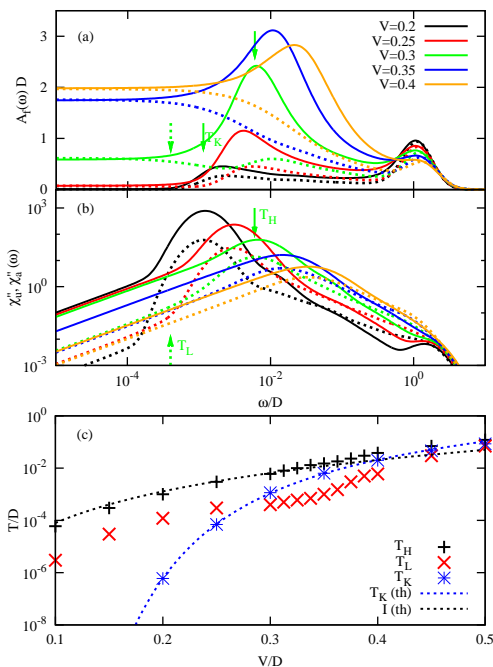 (a)
A_f(ω) D
3
2
1
0
V=0.2
V=0.25
V=0.3
V=0.35
V=0.4
T_K
(b)
χ''_u, χ''_a (ω)
10^3
10^0
10^-3
T_H
T_L
10^-4 10^-2 10^0
ω/D
(c)
T/D
10^0
10^-2
10^-4
10^-6
10^-8
T_H
T_L
T_K
T_K (th)
I (th)
0.1 0.2 0.3 0.4 0.5
V/D